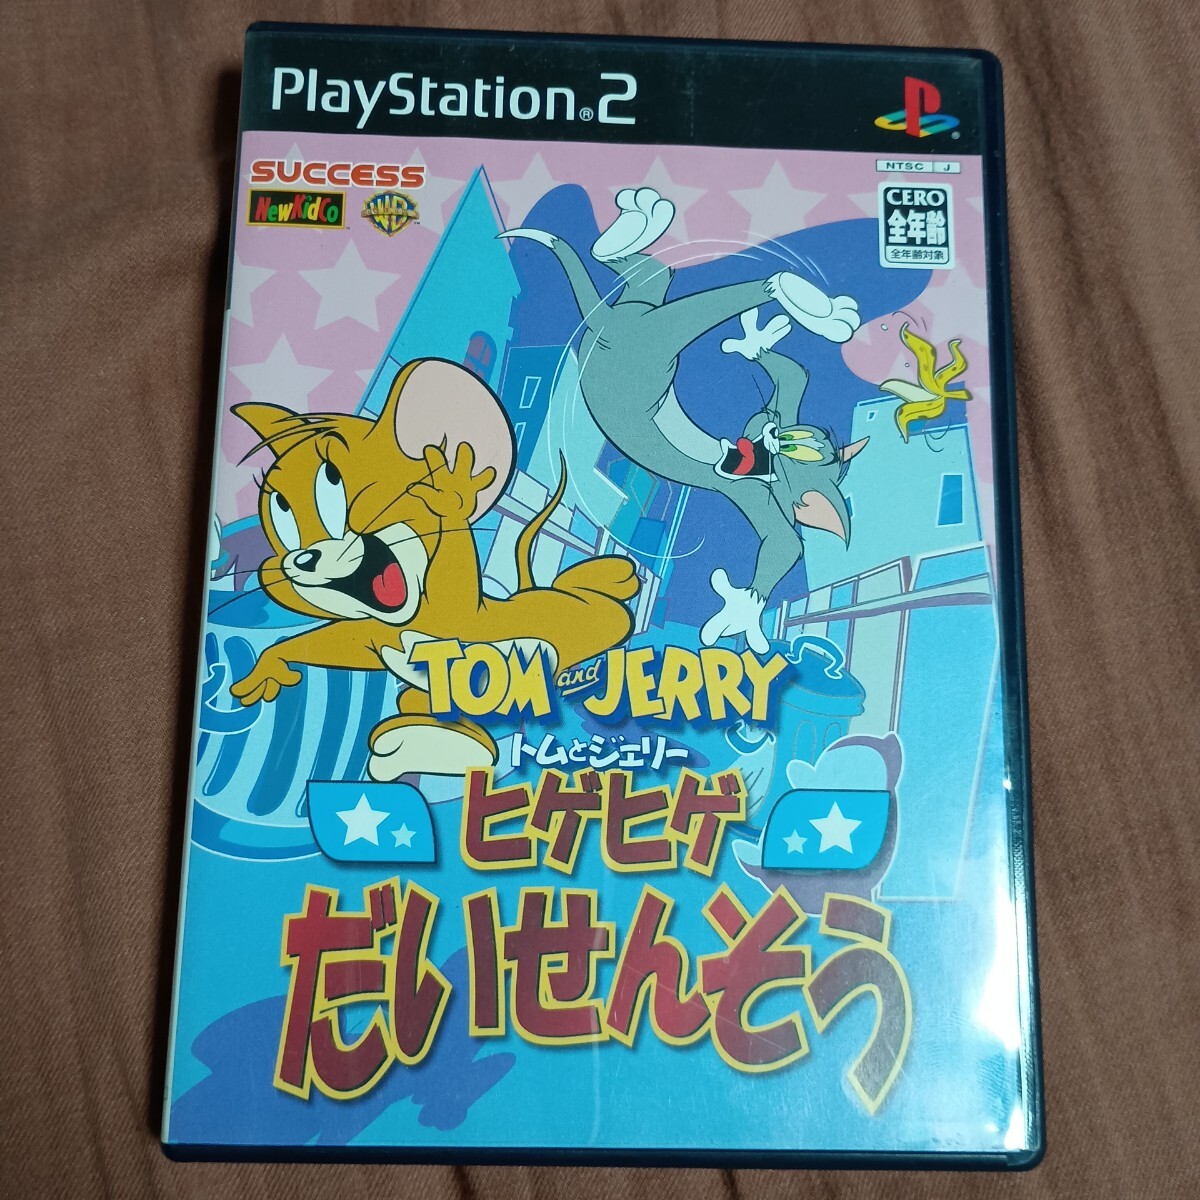 PlayStation®2
NTSC J
SUCCESS
NewKidCo
WB
CERO
全年齢
全年齢対象
TOM and JERRY
トムとジェリー
ヒゲヒゲ
だいせんそう